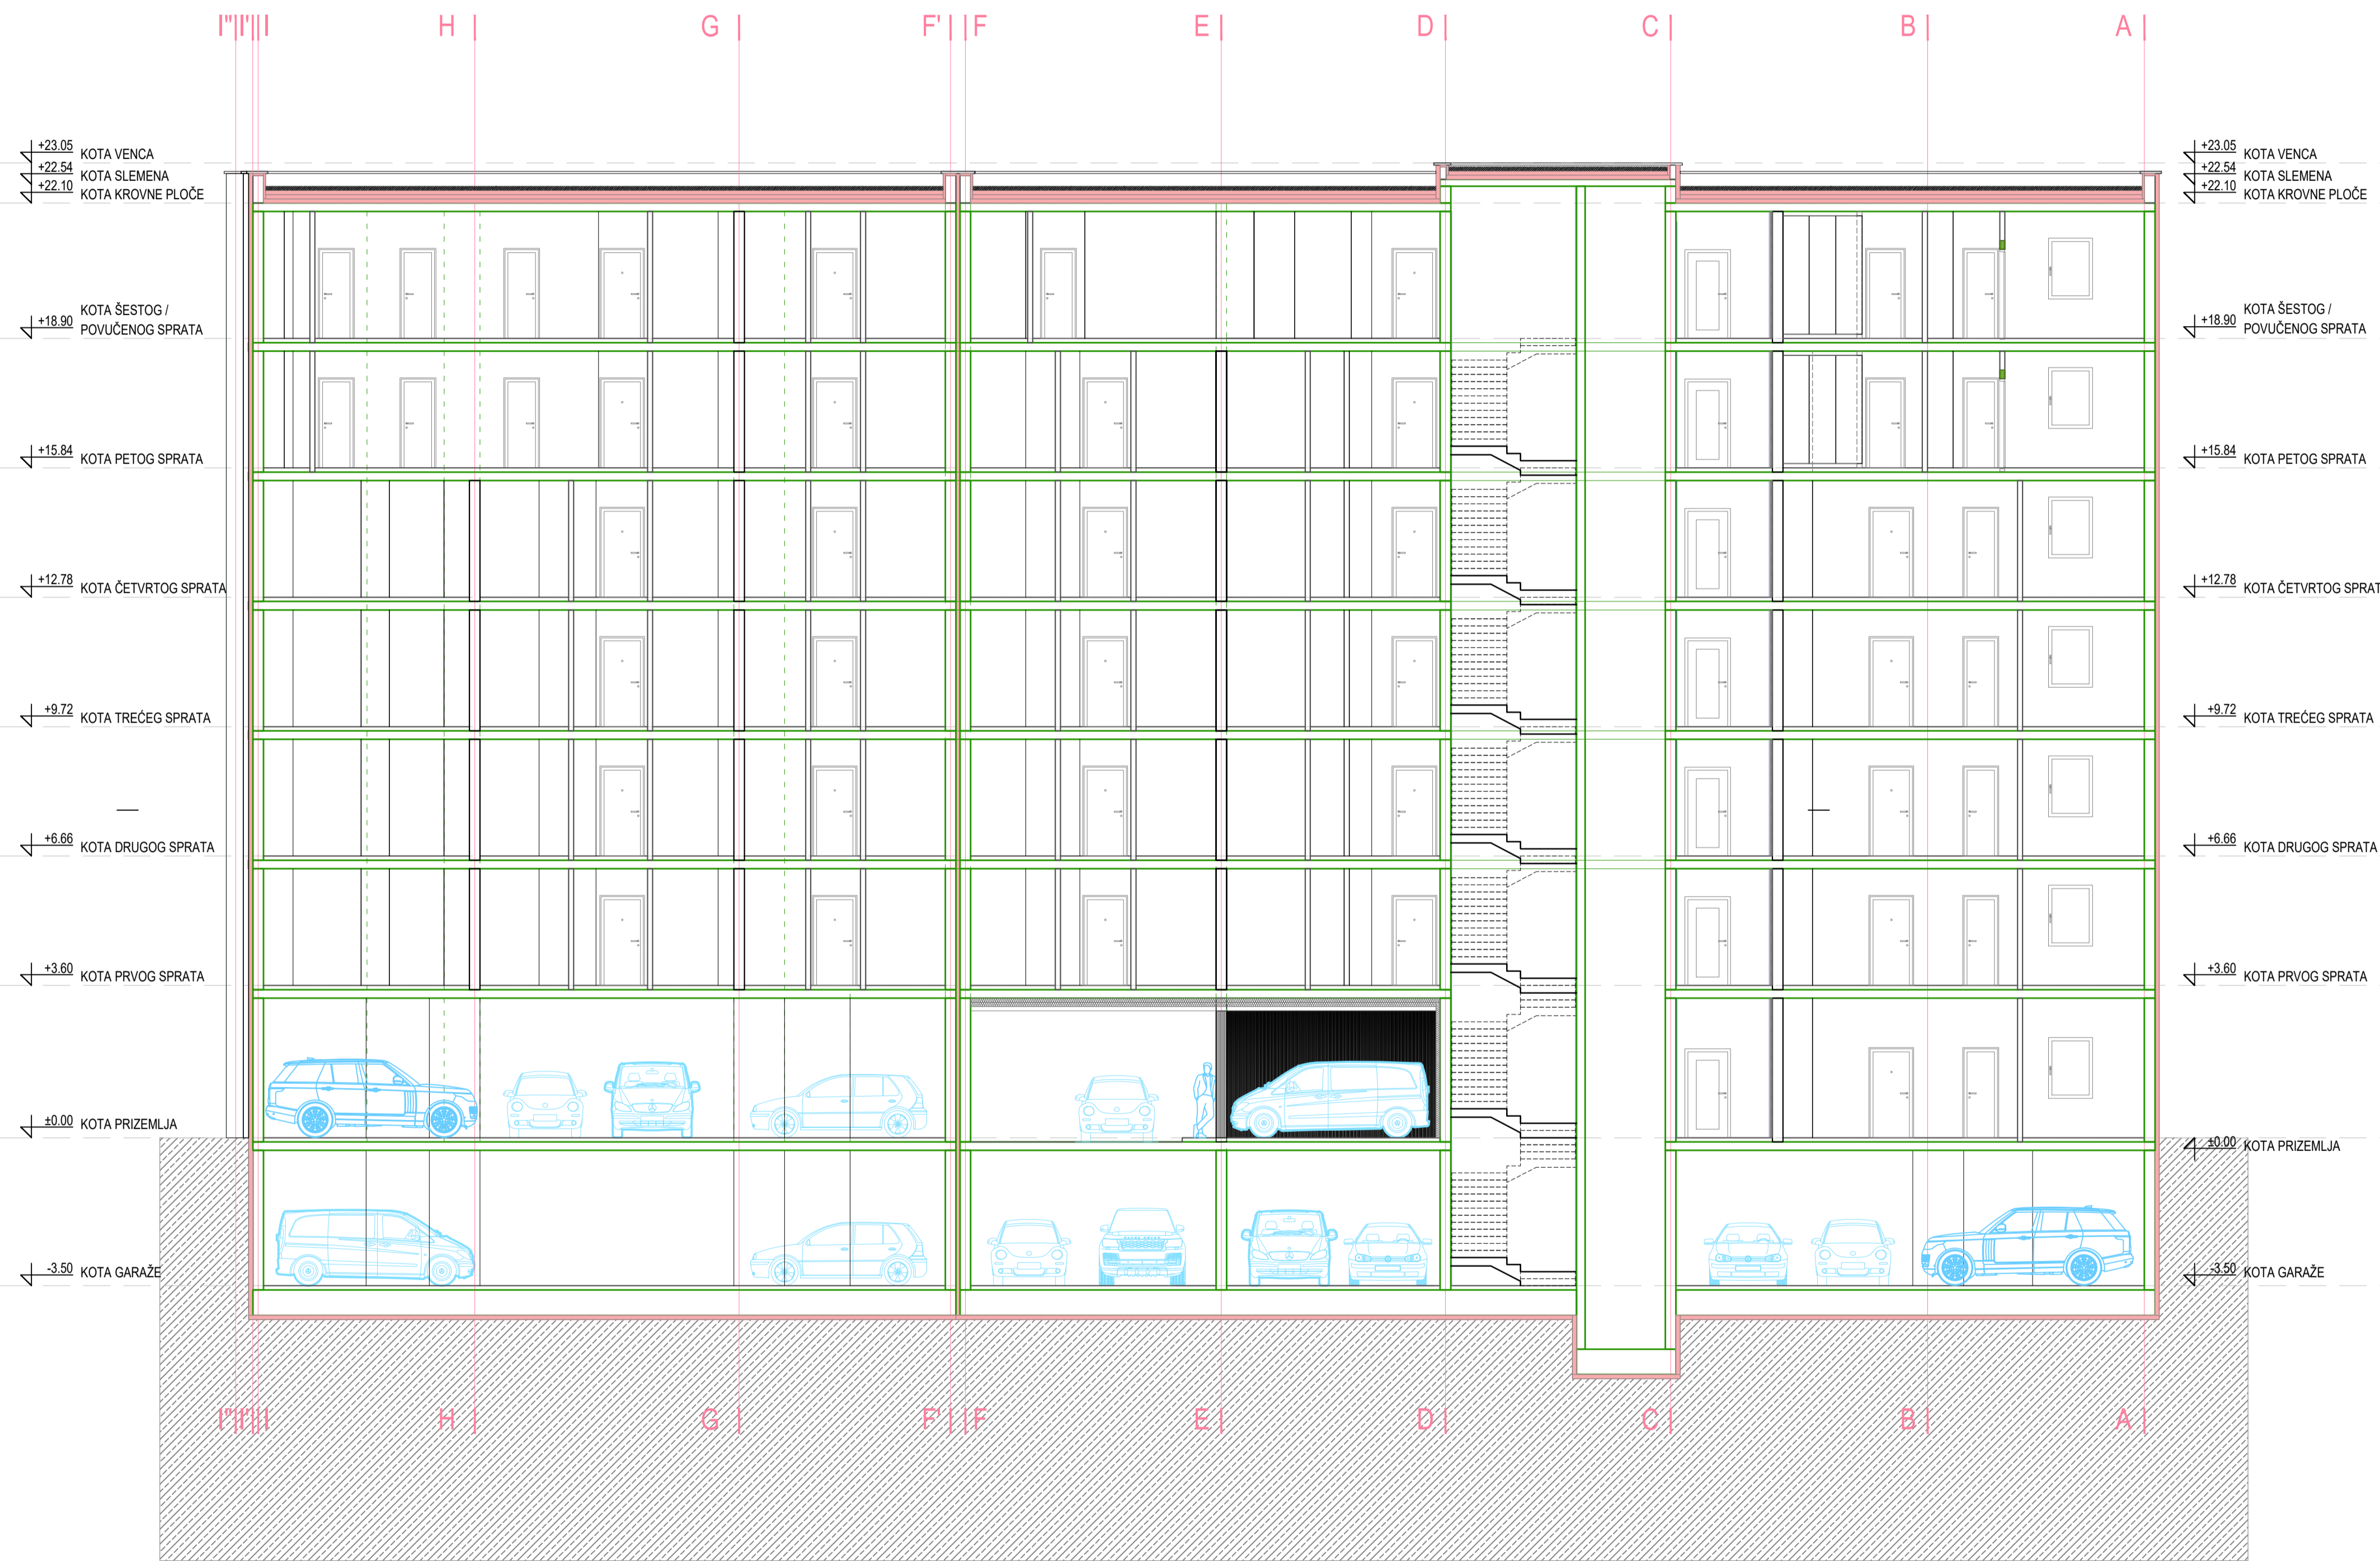 I" I' I H G F' F E D C B A
+23.05 KOTA VENCA
+22.54 KOTA SLEMENA
+22.10 KOTA KROVNE PLOČE
KOTA ŠESTOG /
+18.90 POVUČENOG SPRATA
+15.84 KOTA PETOG SPRATA
+12.78 KOTA ČETVRTOG SPRATA
+9.72 KOTA TREĆEG SPRATA
+6.66 KOTA DRUGOG SPRATA
+3.60 KOTA PRVOG SPRATA
±0.00 KOTA PRIZEMLJA
-3.50 KOTA GARAŽE
+23.05 KOTA VENCA
+22.54 KOTA SLEMENA
+22.10 KOTA KROVNE PLOČE
KOTA ŠESTOG /
+18.90 POVUČENOG SPRATA
+15.84 KOTA PETOG SPRATA
+12.78 KOTA ČETVRTOG SPRAT
+9.72 KOTA TREĆEG SPRATA
+6.66 KOTA DRUGOG SPRATA
+3.60 KOTA PRVOG SPRATA
±0.00 KOTA PRIZEMLJA
-3.50 KOTA GARAŽE
I" I' I H G F' F E D C B A